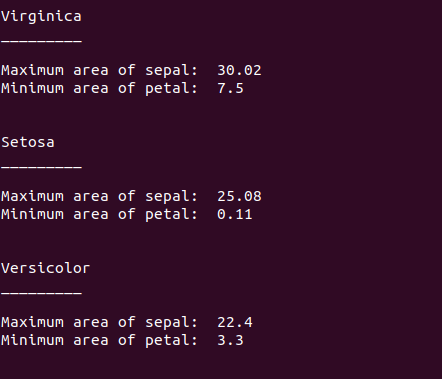 Virginica
_________
Maximum area of sepal:  30.02
Minimum area of petal:  7.5
Setosa
_________
Maximum area of sepal:  25.08
Minimum area of petal:  0.11
Versicolor
_________
Maximum area of sepal:  22.4
Minimum area of petal:  3.3